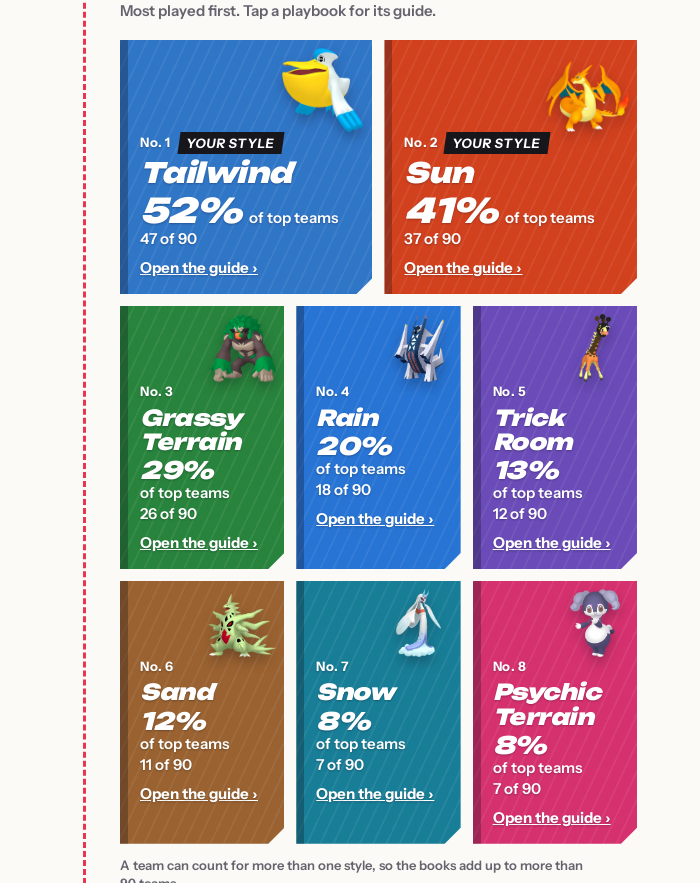 Most played first. Tap a playbook for its guide.
No. 1 YOUR STYLE
Tailwind
52% of top teams
47 of 90
Open the guide ›
No. 2 YOUR STYLE
Sun
41% of top teams
37 of 90
Open the guide ›
No. 3
Grassy
Terrain
29%
of top teams
26 of 90
Open the guide ›
No. 4
Rain
20%
of top teams
18 of 90
Open the guide ›
No. 5
Trick
Room
13%
of top teams
12 of 90
Open the guide ›
No. 6
Sand
12%
of top teams
11 of 90
Open the guide ›
No. 7
Snow
8%
of top teams
7 of 90
Open the guide ›
No. 8
Psychic
Terrain
8%
of top teams
7 of 90
Open the guide ›
A team can count for more than one style, so the books add up to more than
90 teams